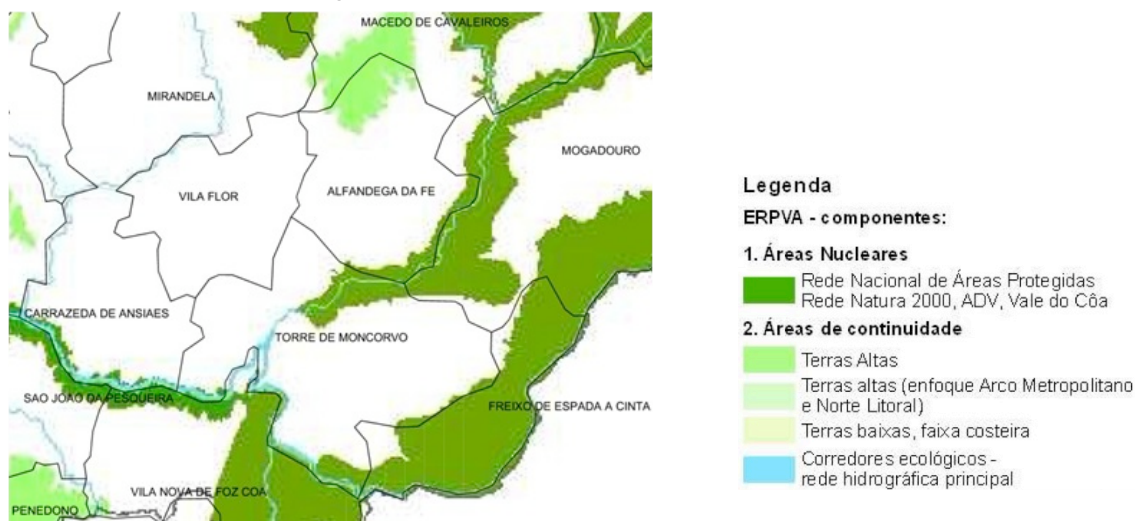 MACEDO DE CAVALEIROS
MIRANDELA
MOGADOURO
VILA FLOR
ALFANDEGA DA FE
CARRAZEDA DE ANSIAES
TORRE DE MONCORVO
SAO JOÃO DA PESQUEIRA
FREIXO DE ESPADA A CINTA
VILA NOVA DE FOZ COA
PENEDONO
Legenda
ERPVA - componentes:
1. Áreas Nucleares
Rede Nacional de Áreas Protegidas
Rede Natura 2000, ADV, Vale do Côa
2. Áreas de continuidade
Terras Altas
Terras altas (enfoque Arco Metropolitano
e Norte Litoral)
Terras baixas, faixa costeira
Corredores ecológicos -
rede hidrográfica principal